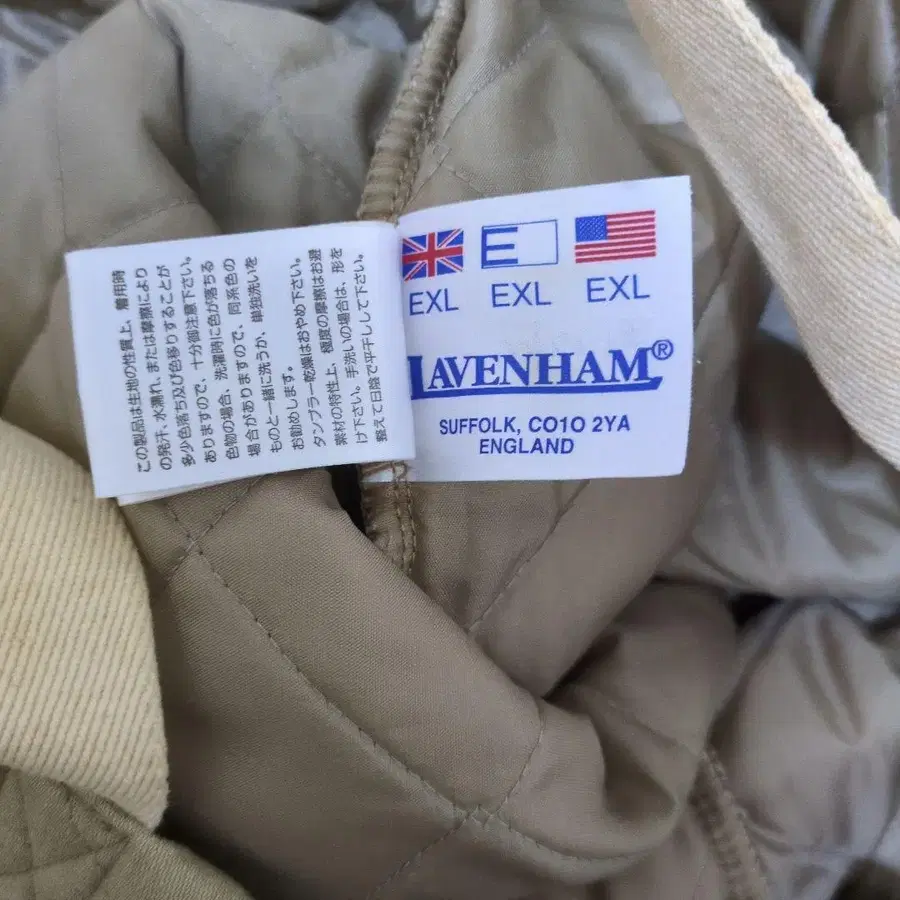 この製品は生地の性質上、着用時
の発汗、水濡れ、または摩擦により
多少色落ち及び色移りすることが
ありますので、十分御注意下さい。
色物の場合、洗濯時に色が落ちる
場合がありますので、同系色の
ものと一緒に洗うか、単独洗いを
お勧めします。
タンブラー乾燥はおやめ下さい。
素材の特性上、極度の摩擦はお避
け下さい。手洗いの場合は、形を
整えて日陰で平干しして下さい。
E
EXL EXL EXL
LAVENHAM®
SUFFOLK, CO10 2YA
ENGLAND